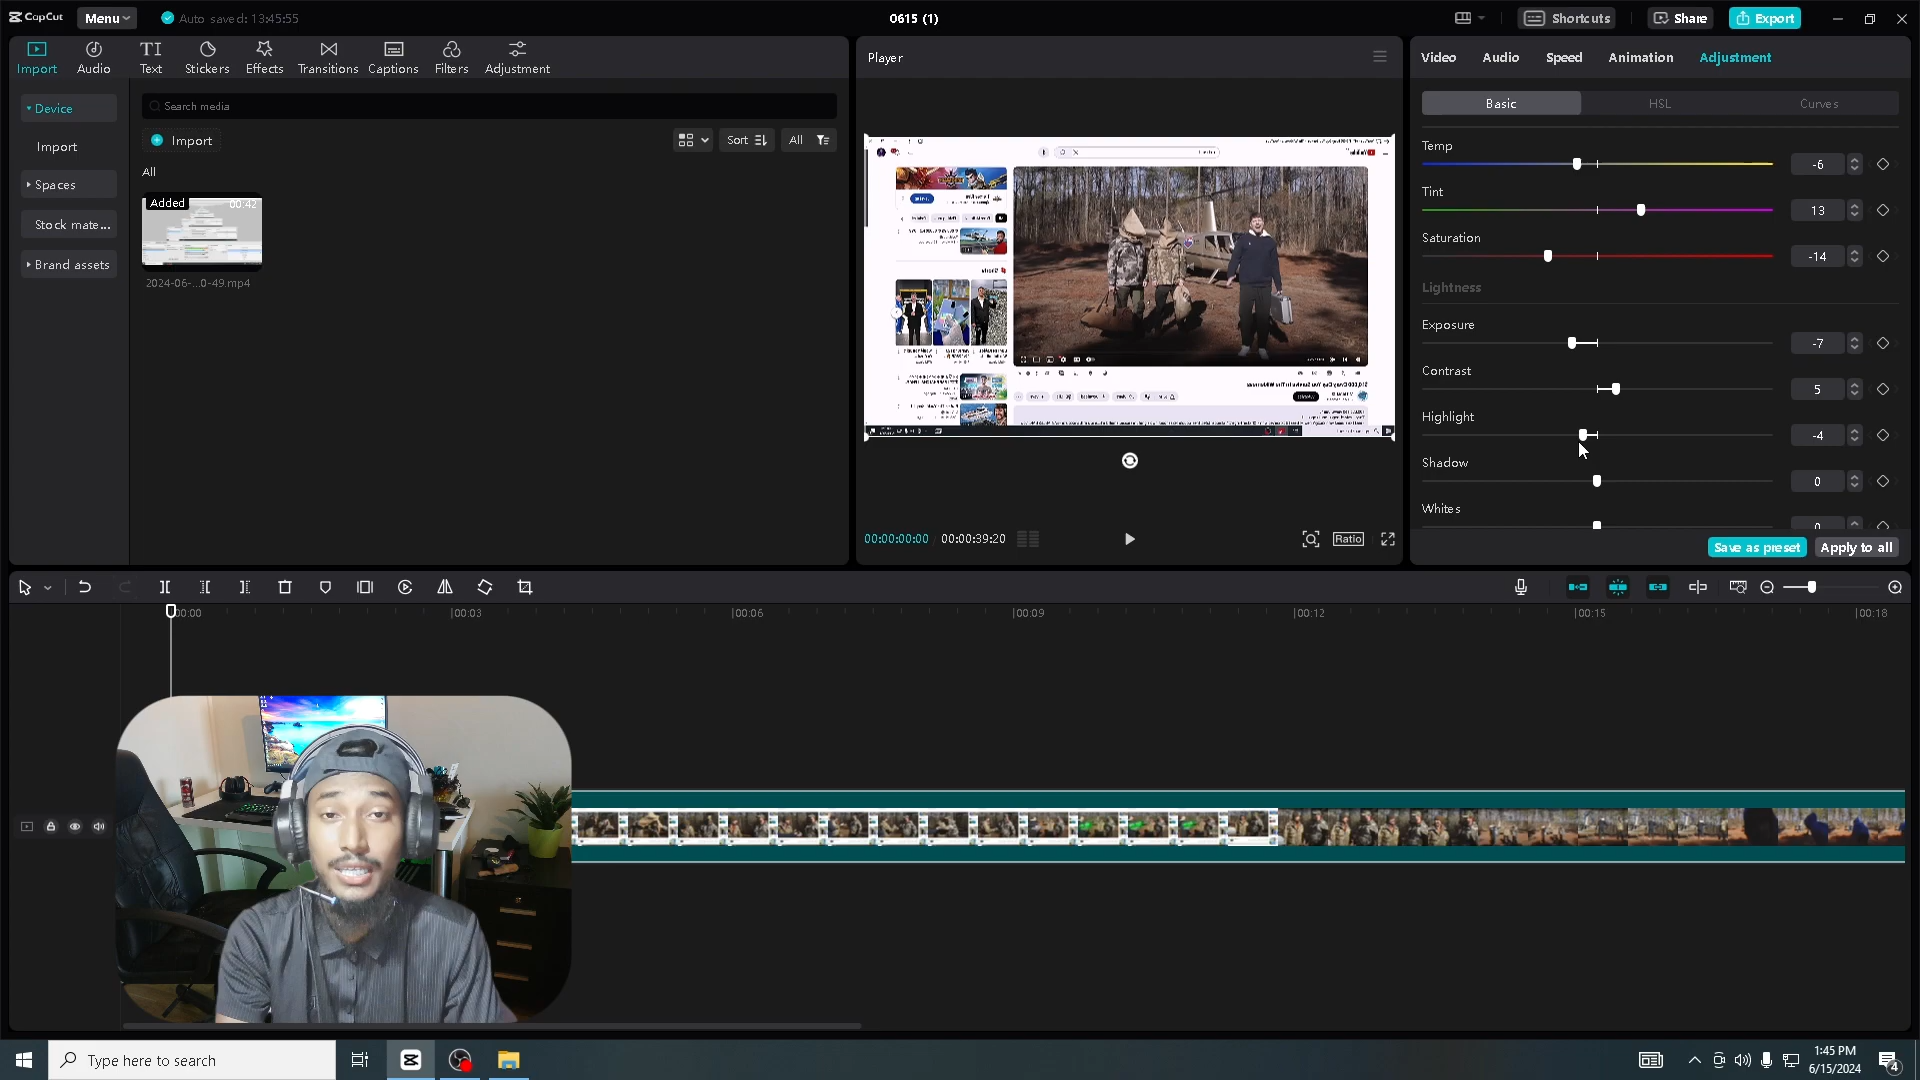 CapCut
Menu
Auto saved: 13:45:55
0615 (1)
Shortcuts
Share
Export
Import
Audio
Text
Stickers
Effects
Transitions
Captions
Filters
Adjustment
Device
Import
Spaces
Stock mate...
Brand assets
Search media
Import
Sort
All
All
Added
00:42
2024-06-...0-49.mp4
Player
00:00:00:00
00:00:39:20
Ratio
Video
Audio
Speed
Animation
Adjustment
Basic
HSL
Curves
Temp
-6
Tint
13
Saturation
-14
Lightness
Exposure
-7
Contrast
5
Highlight
-4
Shadow
0
Whites
0
Save as preset
Apply to all
00:00
00:03
00:06
00:09
00:12
00:15
00:18
Type here to search
1:45 PM
6/15/2024
4